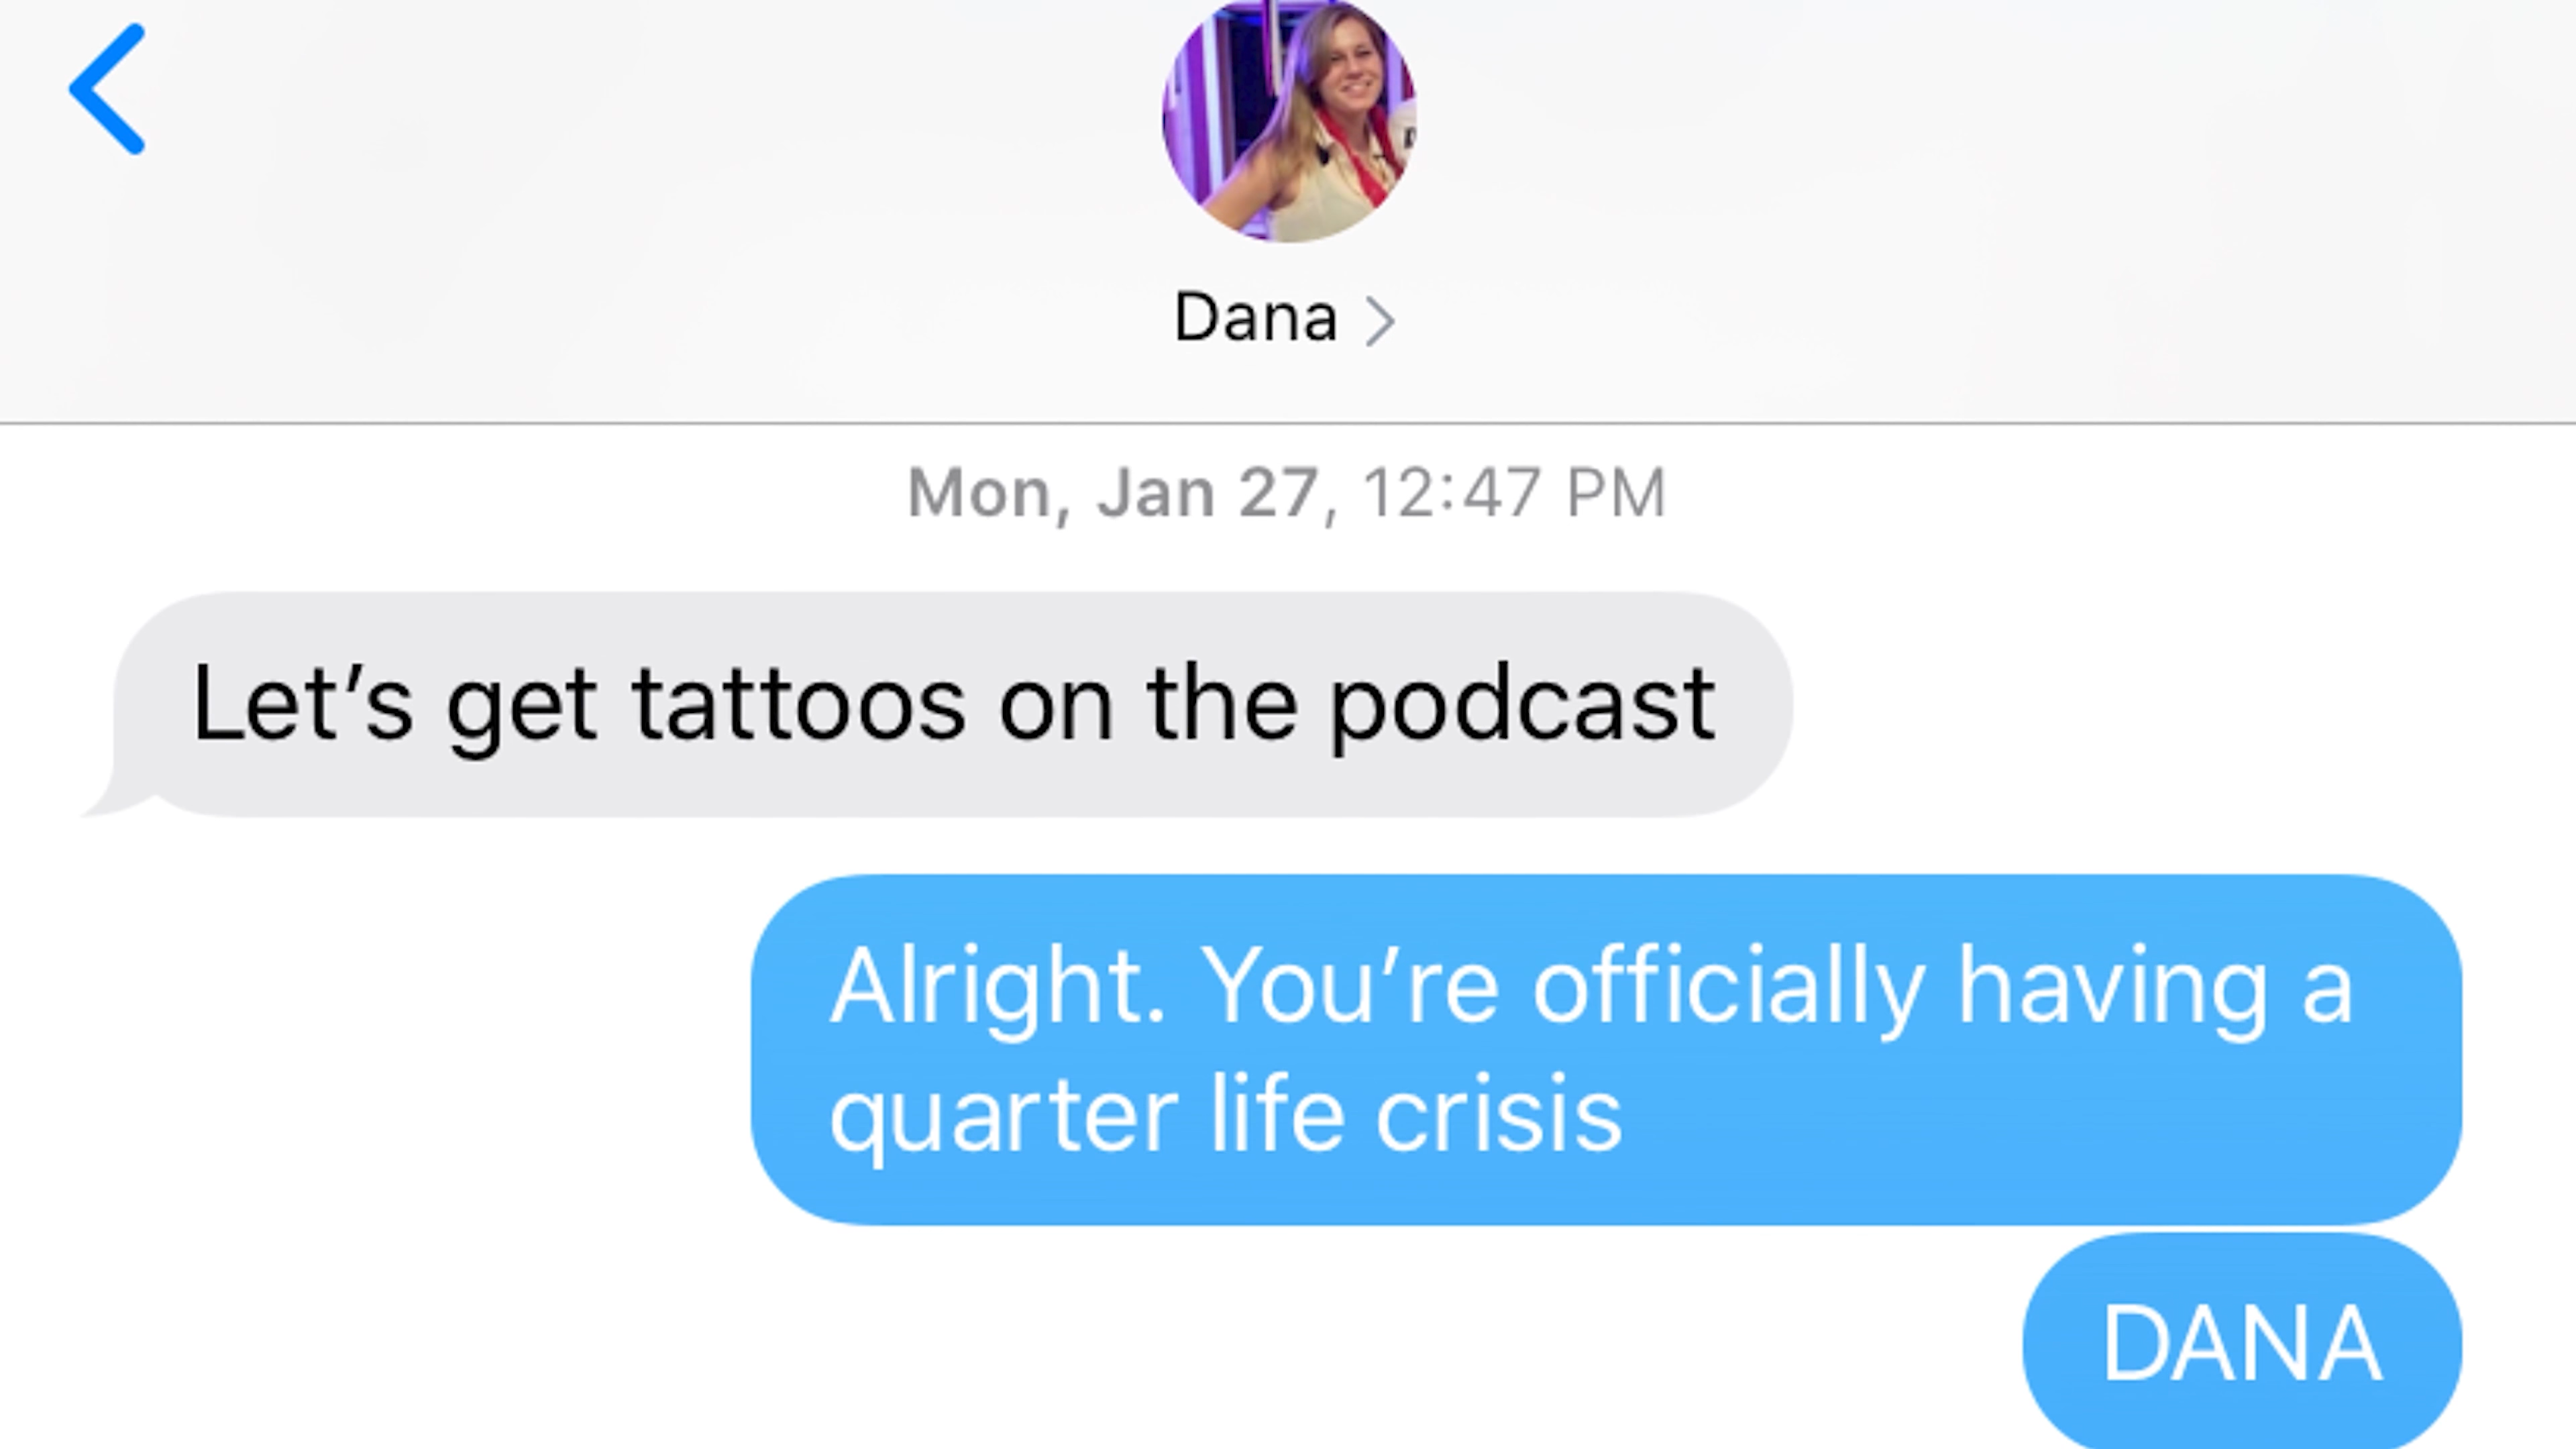 Dana
Mon, Jan 27, 12:47 PM
Let’s get tattoos on the podcast
Alright. You’re officially having a
quarter life crisis
DANA